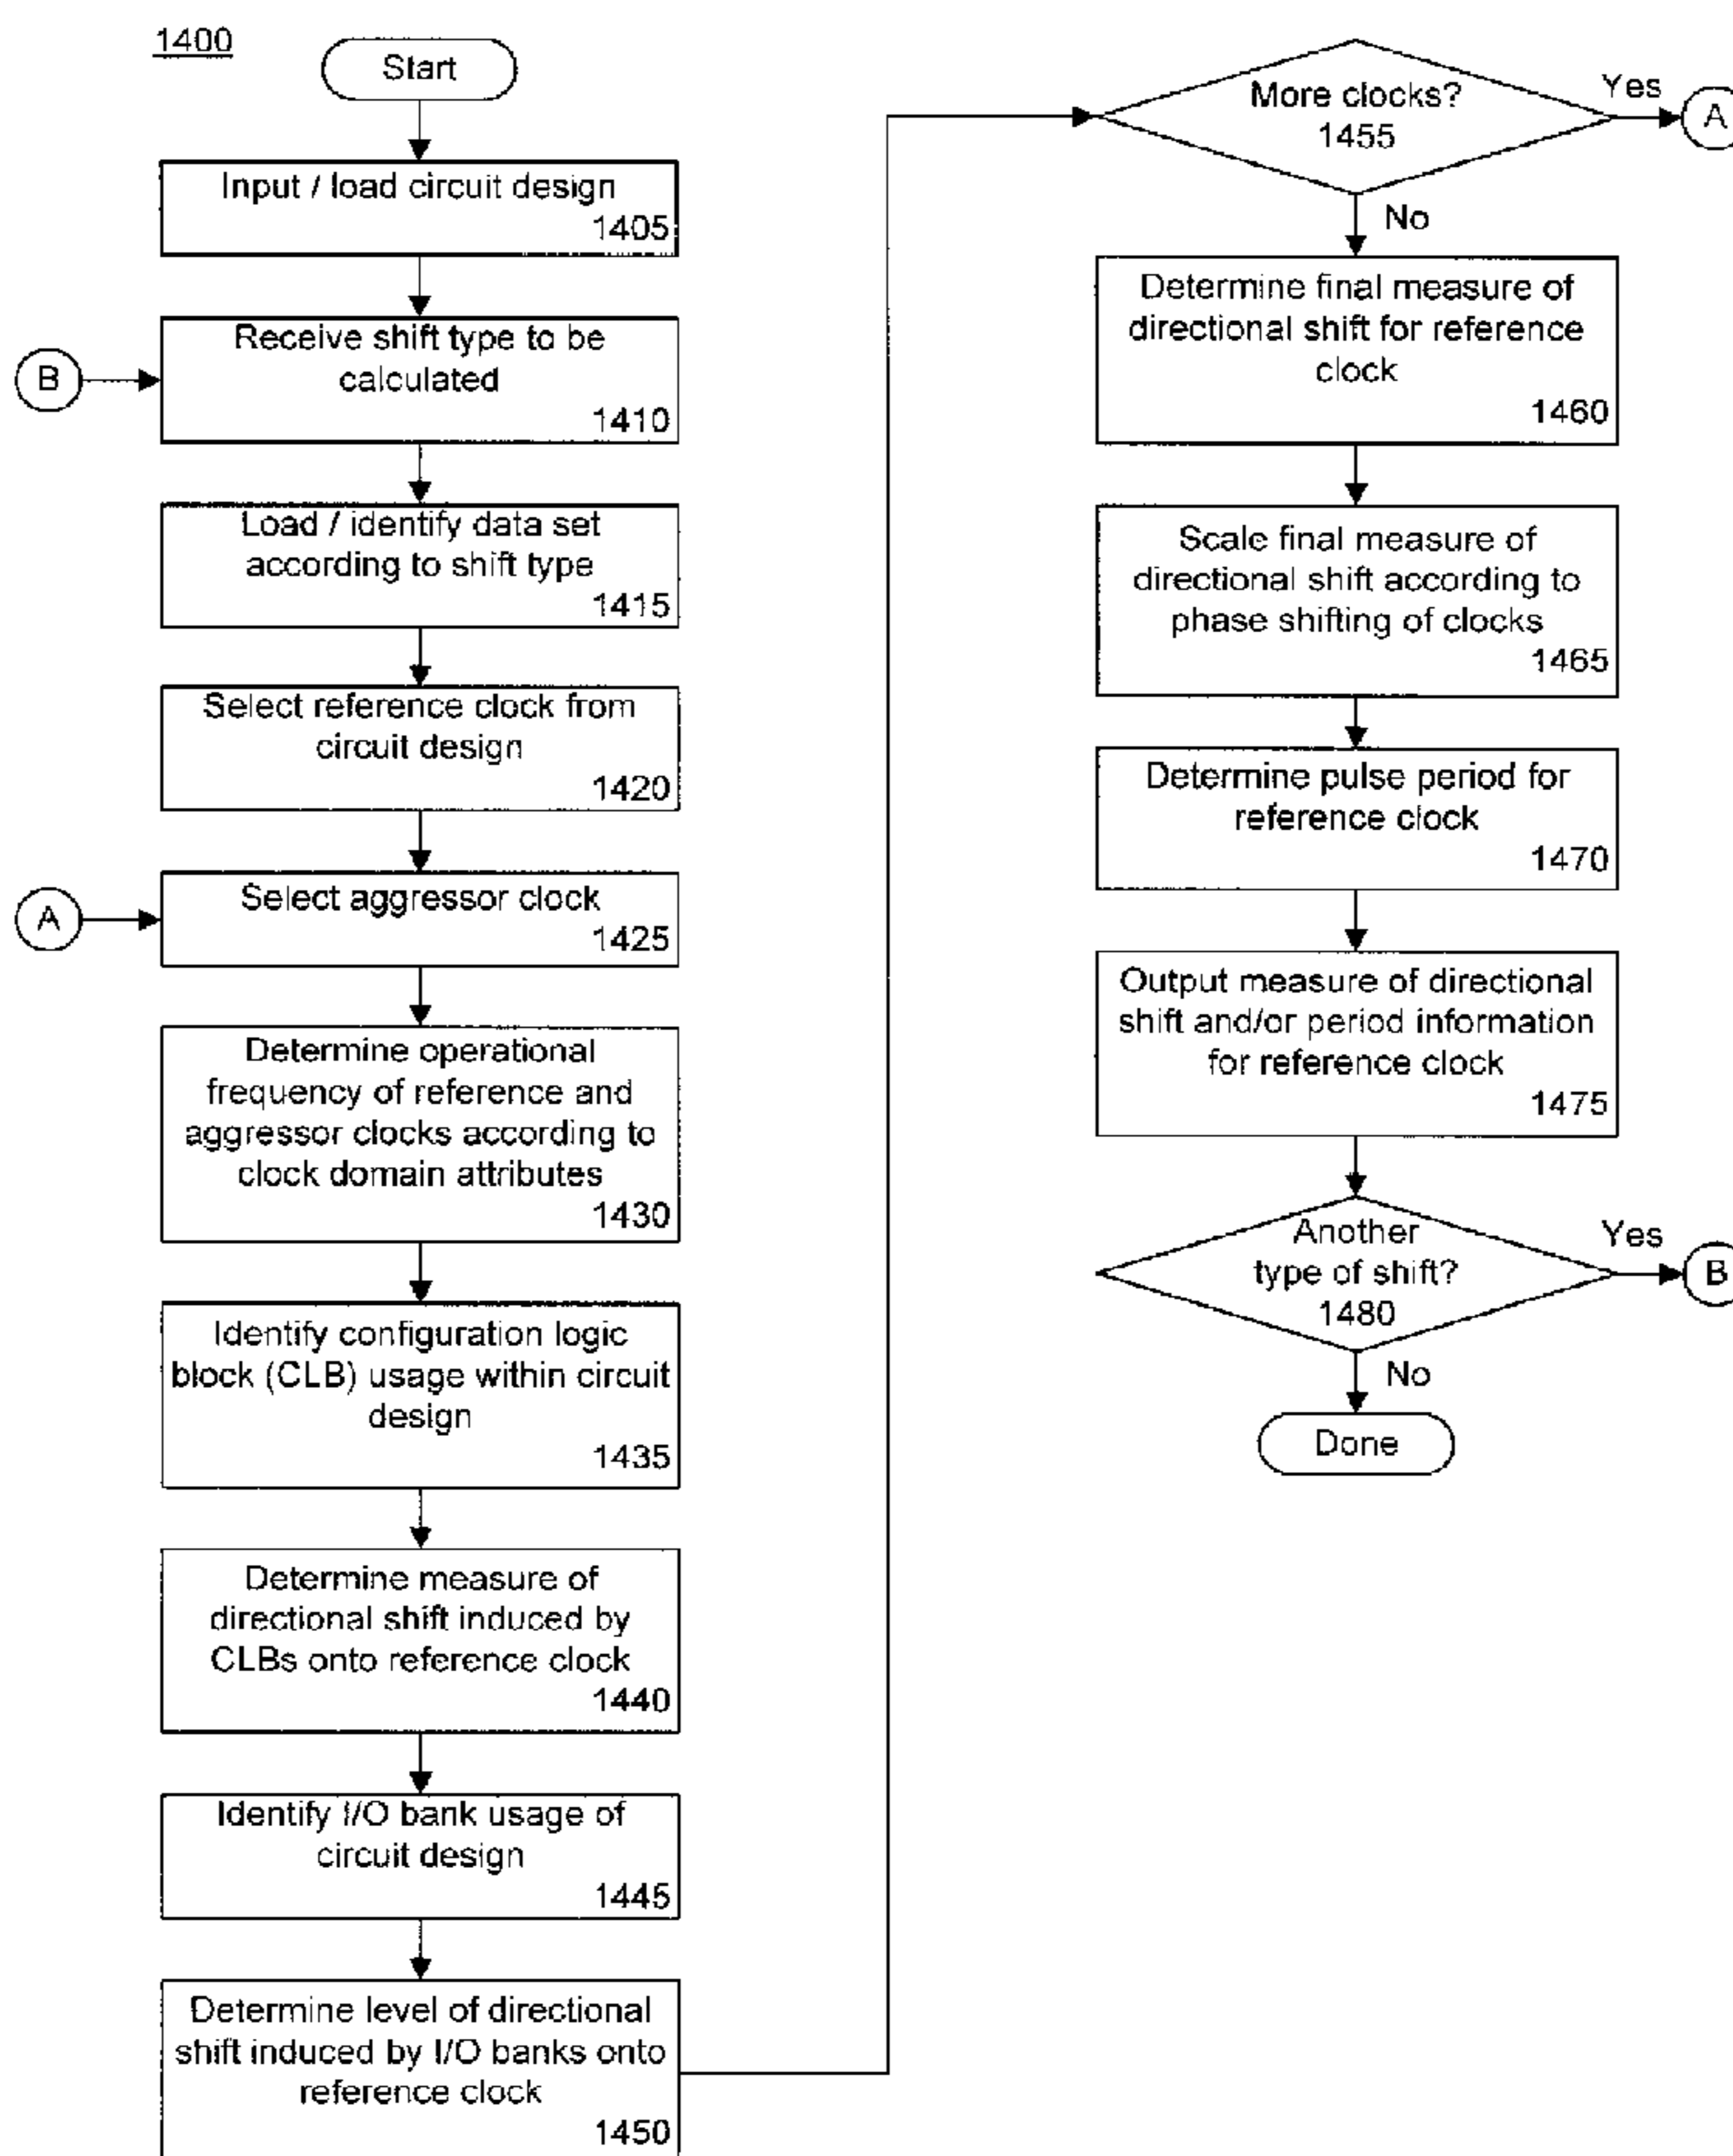 1400
Start
Input / load circuit design
1405
Receive shift type to be
calculated
1410
B
Load / identify data set
according to shift type
1415
Select reference clock from
circuit design
1420
A
Select aggressor clock
1425
Determine operational
frequency of reference and
aggressor clocks according to
clock domain attributes
1430
Identify configuration logic
block (CLB) usage within circuit
design
1435
Determine measure of
directional shift induced by
CLBs onto reference clock
1440
Identify I/O bank usage of
circuit design
1445
Determine level of directional
shift induced by I/O banks onto
reference clock
1450
More clocks?
1455
Yes
A
No
Determine final measure of
directional shift for reference
clock
1460
Scale final measure of
directional shift according to
phase shifting of clocks
1465
Determine pulse period for
reference clock
1470
Output measure of directional
shift and/or period information
for reference clock
1475
Another
type of shift?
1480
Yes
B
No
Done